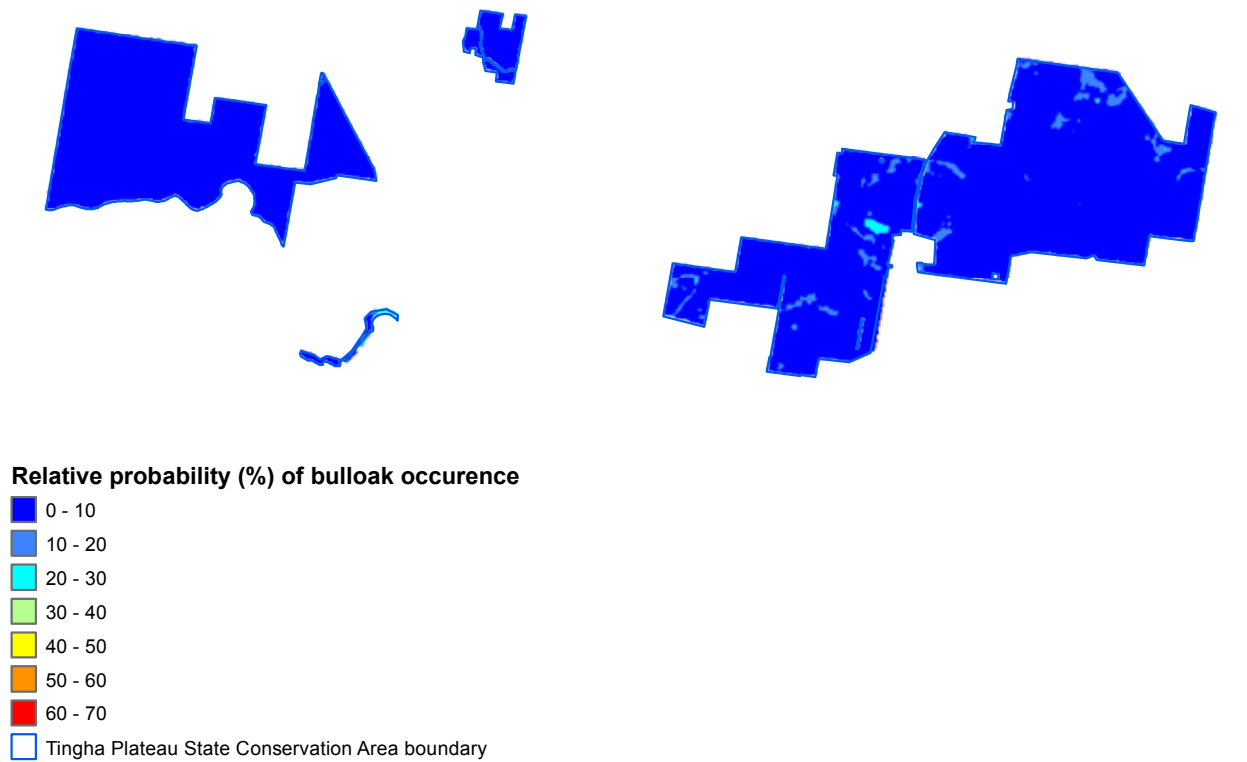 Relative probability (%) of bulloak occurence
0 - 10
10 - 20
20 - 30
30 - 40
40 - 50
50 - 60
60 - 70
Tingha Plateau State Conservation Area boundary